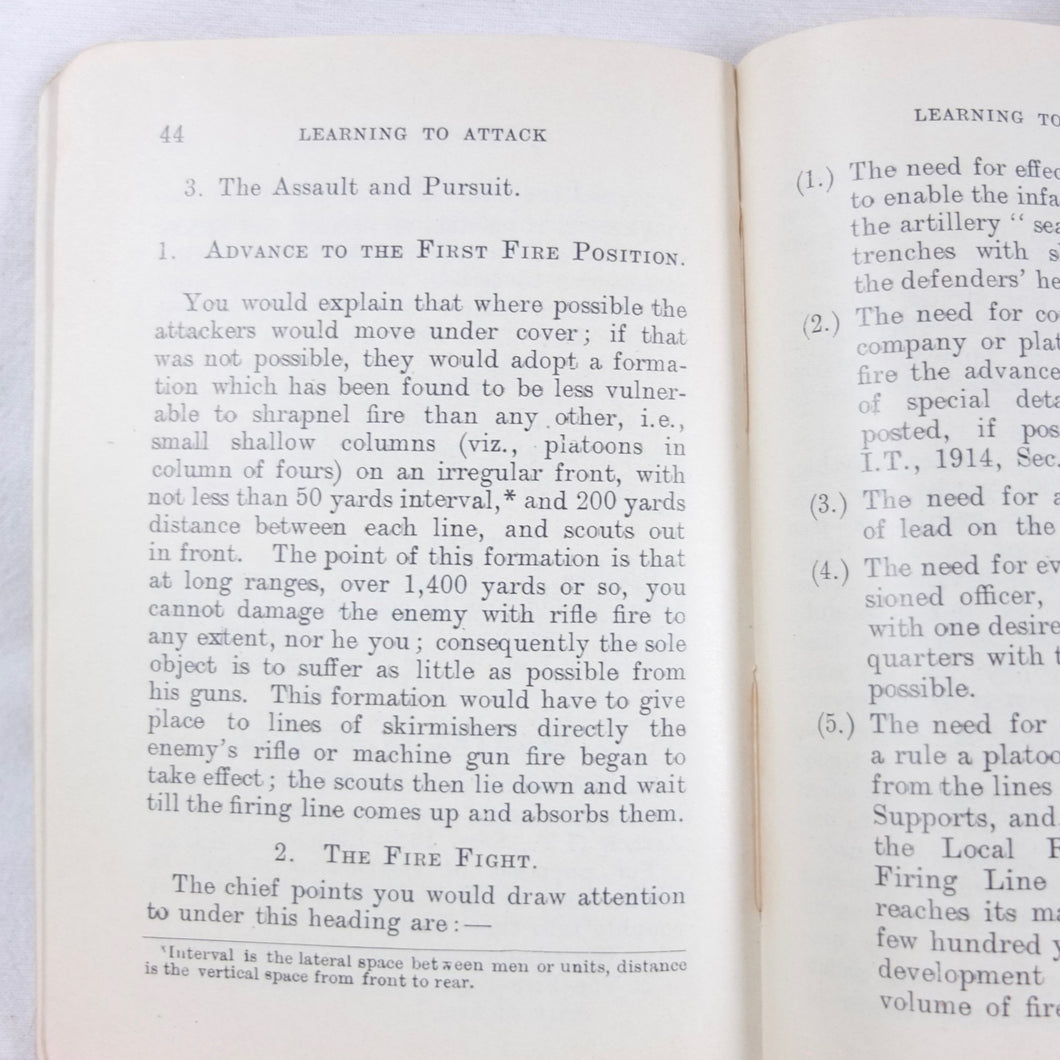 44 LEARNING TO ATTACK
3. The Assault and Pursuit.
1. ADVANCE TO THE FIRST FIRE POSITION.
You would explain that where possible the
attackers would move under cover; if that
was not possible, they would adopt a forma-
tion which has been found to be less vulner-
able to shrapnel fire than any other, i.e.,
small shallow columns (viz., platoons in
column of fours) on an irregular front, with
not less than 50 yards interval,* and 200 yards
distance between each line, and scouts out
in front. The point of this formation is that
at long ranges, over 1,400 yards or so, you
cannot damage the enemy with rifle fire to
any extent, nor he you; consequently the sole
object is to suffer as little as possible from
his guns. This formation would have to give
place to lines of skirmishers directly the
enemy's rifle or machine gun fire began to
take effect; the scouts then lie down and wait
till the firing line comes up and absorbs them.
2. THE FIRE FIGHT.
The chief points you would draw attention
to under this heading are:—
*Interval is the lateral space between men or units, distance
is the vertical space from front to rear.
LEARNING TO
(1.) The need for
to enable the
the artillery "
trenches with
the defenders'
(2.) The need for
company or
fire the advance
of special
posted, if
I.T., 1914, Sec.
(3.) The need for
of lead on the
(4.) The need for
sioned officer,
with one desire
quarters with
possible.
(5.) The need for
a rule a
from the lines
Supports, and
the Local
Firing Line
reaches its
few hundred
development
volume of